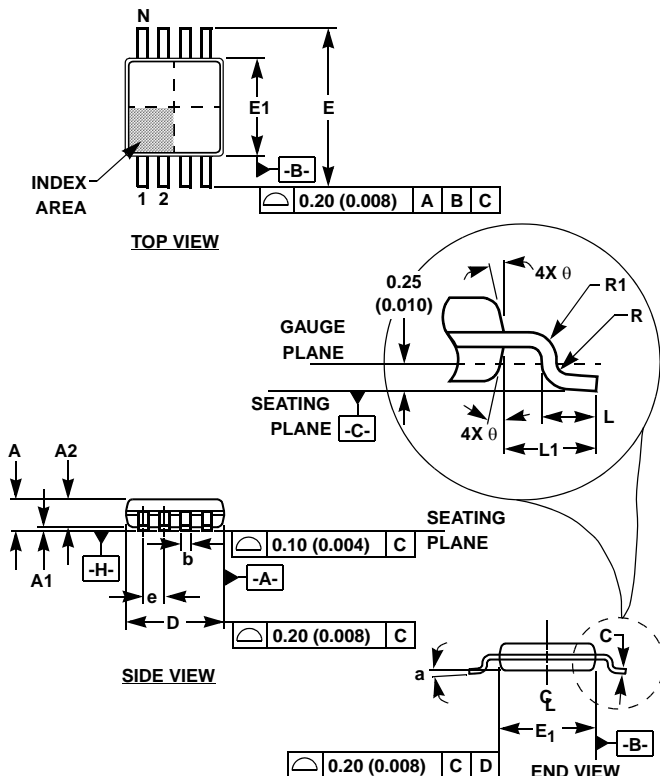 N
E1
E
-B-
INDEX
AREA
1 2
0.20 (0.008) A B C
TOP VIEW
0.25
(0.010)
4X θ
R1
R
GAUGE
PLANE
SEATING
PLANE
-C-
4X θ
L
L1
A
A2
SEATING
PLANE
0.10 (0.004) C
-H-
A1
b
-A-
e
D
0.20 (0.008) C
SIDE VIEW
C
a
CL
E1
-B-
0.20 (0.008) C D
END VIEW